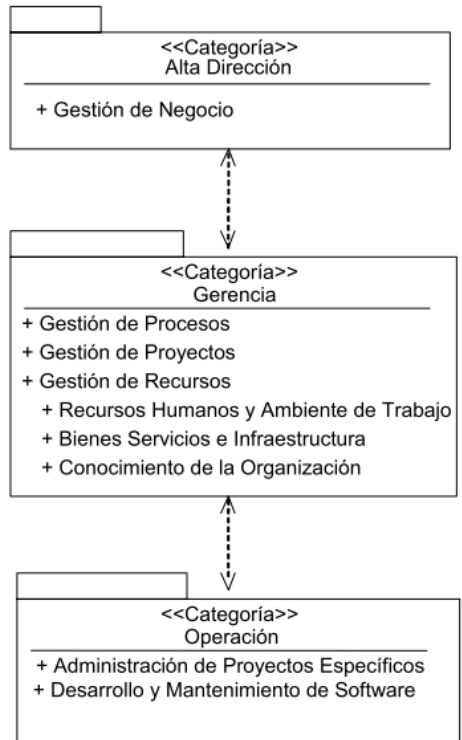 <<Categoría>>
Alta Dirección
+ Gestión de Negocio
<<Categoría>>
Gerencia
+ Gestión de Procesos
+ Gestión de Proyectos
+ Gestión de Recursos
+ Recursos Humanos y Ambiente de Trabajo
+ Bienes Servicios e Infraestructura
+ Conocimiento de la Organización
<<Categoría>>
Operación
+ Administración de Proyectos Específicos
+ Desarrollo y Mantenimiento de Software